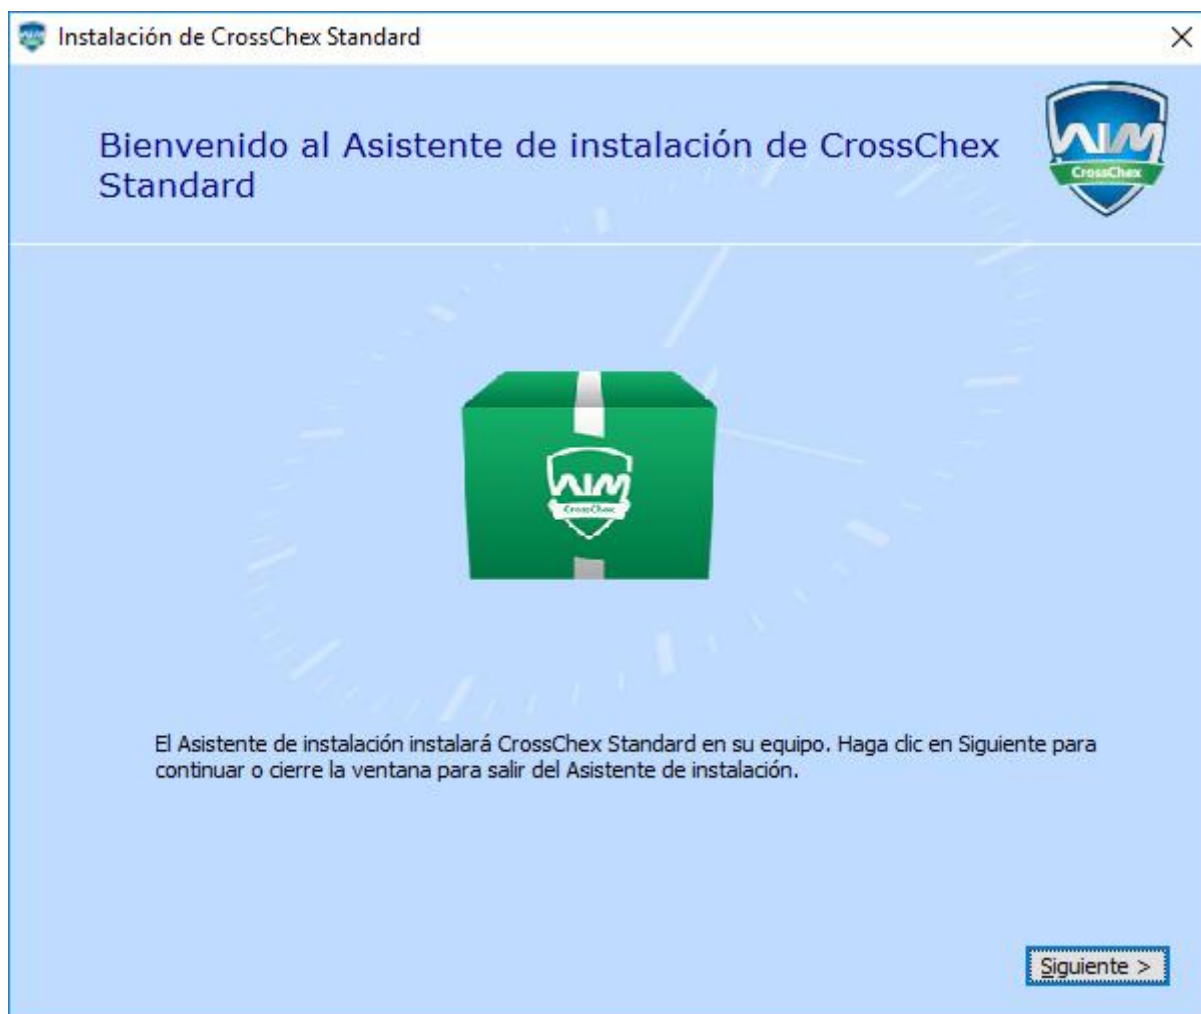 Instalación de CrossChex Standard
Bienvenido al Asistente de instalación de CrossChex
Standard
AIM
CrossChex
AIM
CrossChex
El Asistente de instalación instalará CrossChex Standard en su equipo. Haga clic en Siguiente para
continuar o cierre la ventana para salir del Asistente de instalación.
Siguiente >